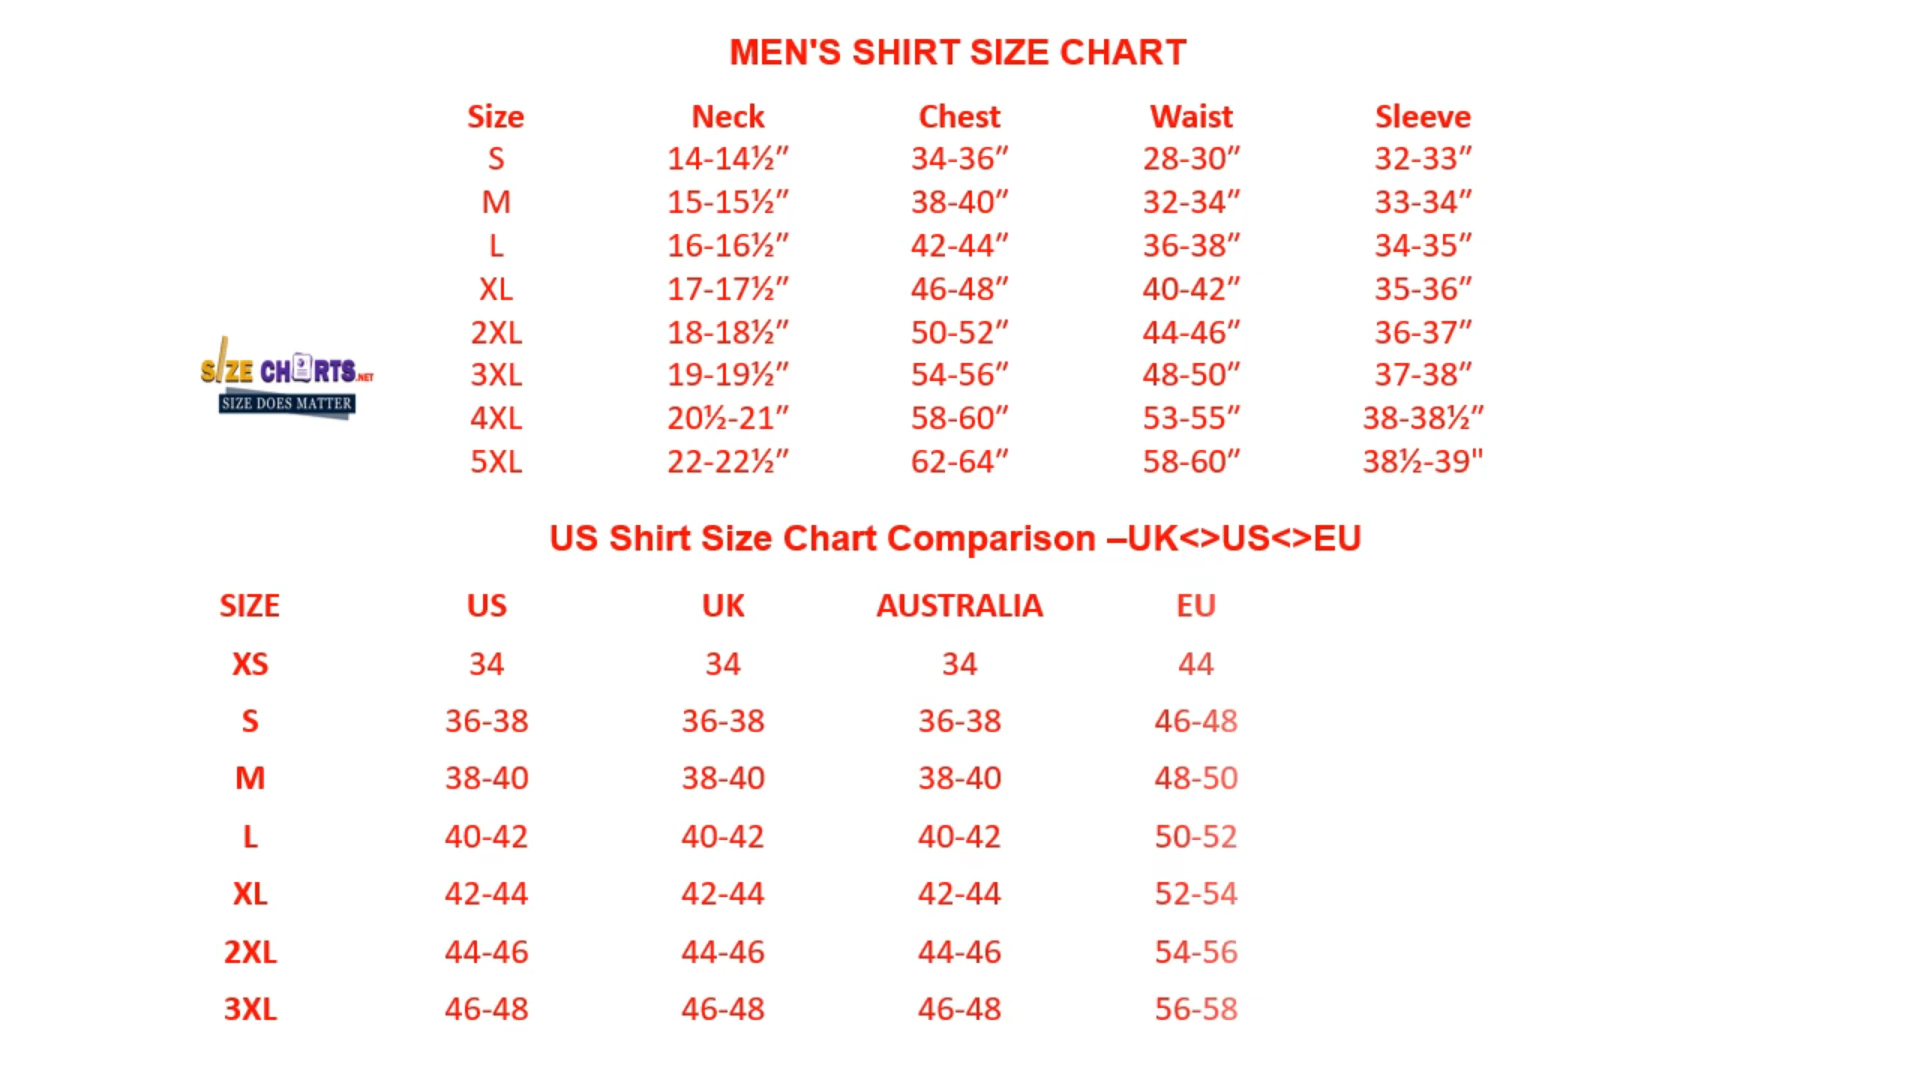 MEN'S SHIRT SIZE CHART
Size Neck Chest Waist Sleeve
S 14-14½″ 34-36″ 28-30″ 32-33″
M 15-15½″ 38-40″ 32-34″ 33-34″
L 16-16½″ 42-44″ 36-38″ 34-35″
XL 17-17½″ 46-48″ 40-42″ 35-36″
2XL 18-18½″ 50-52″ 44-46″ 36-37″
3XL 19-19½″ 54-56″ 48-50″ 37-38″
4XL 20½-21″ 58-60″ 53-55″ 38-38½″
5XL 22-22½″ 62-64″ 58-60″ 38½-39"
SIZE CHARTS.NET
SIZE DOES MATTER
US Shirt Size Chart Comparison –UK<>US<>EU
SIZE US UK AUSTRALIA EU
XS 34 34 34 44
S 36-38 36-38 36-38 46-48
M 38-40 38-40 38-40 48-50
L 40-42 40-42 40-42 50-52
XL 42-44 42-44 42-44 52-54
2XL 44-46 44-46 44-46 54-56
3XL 46-48 46-48 46-48 56-58